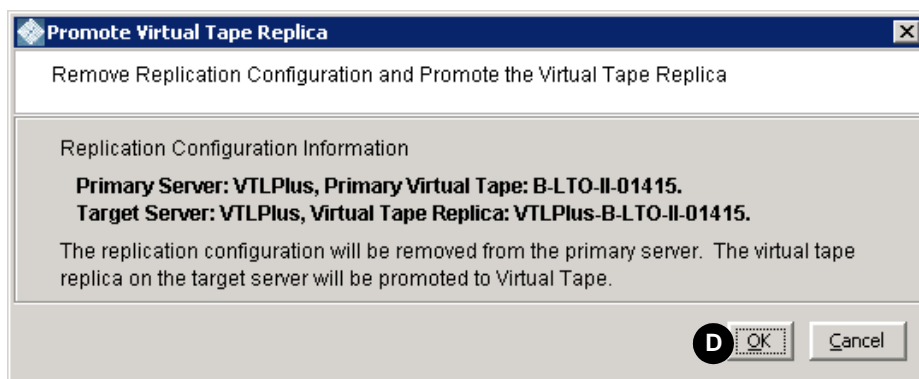 Promote Virtual Tape Replica
Remove Replication Configuration and Promote the Virtual Tape Replica
Replication Configuration Information
Primary Server: VTLPlus, Primary Virtual Tape: B-LTO-II-01415.
Target Server: VTLPlus, Virtual Tape Replica: VTLPlus-B-LTO-II-01415.
The replication configuration will be removed from the primary server. The virtual tape
replica on the target server will be promoted to Virtual Tape.
D OK Cancel